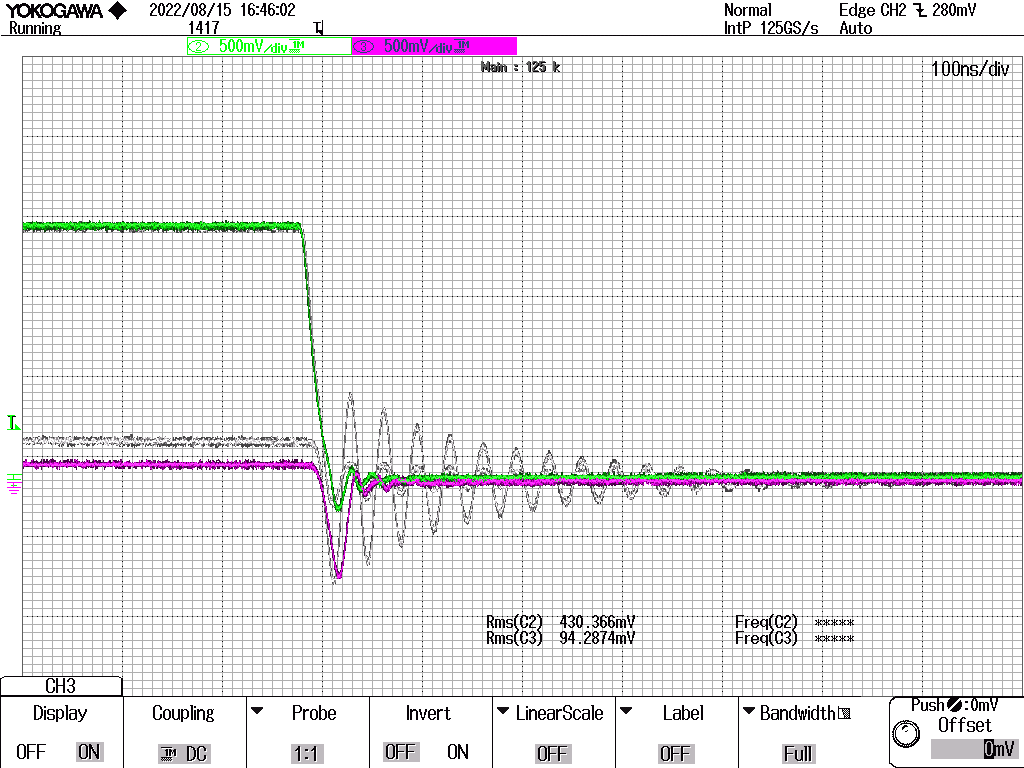 YOKOGAWA ◆ 2022/08/15 16:46:02 Normal Edge CH2 280mV
Running 1417 T IntP 125GS/s Auto
2 500mV/div 3 500mV/div
Main : 125 k
100ns/div
T
Rms(C2) 430.366mV Freq(C2) *****
Rms(C3) 94.2874mV Freq(C3) *****
CH3
Display Coupling Probe Invert LinearScale Label Bandwidth Push:0mV
Offset
OFF ON DC 1:1 OFF ON OFF OFF Full 0mV